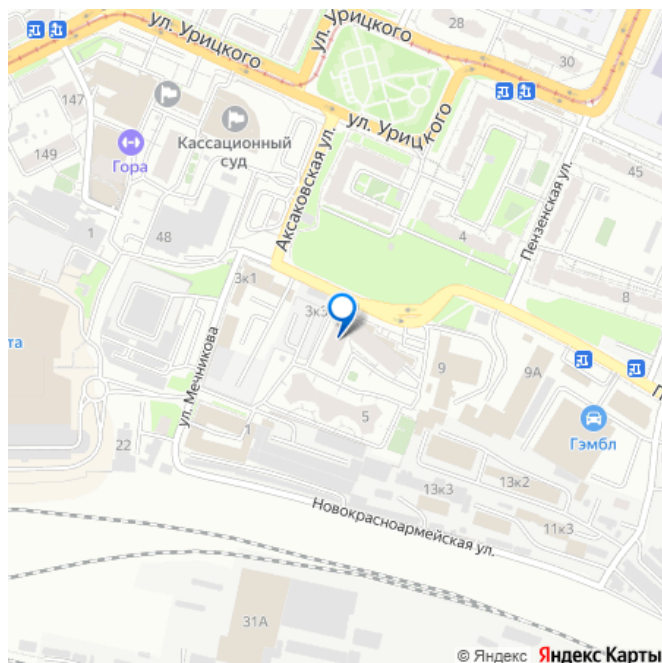 ул. Урицкого
28
ул. Урицкого
30
147
Кассационный
суд
ул. Урицкого
Гора
149
Аксаковская ул.
Пензенская ул.
45
1
48
4
3к1
3к3
8
та
ул. Мечникова
9
9А
5
Гэмбл
1
22
13к3
13к2
Новокрасноармейская ул.
11к3
31А
© Яндекс Яндекс Карты